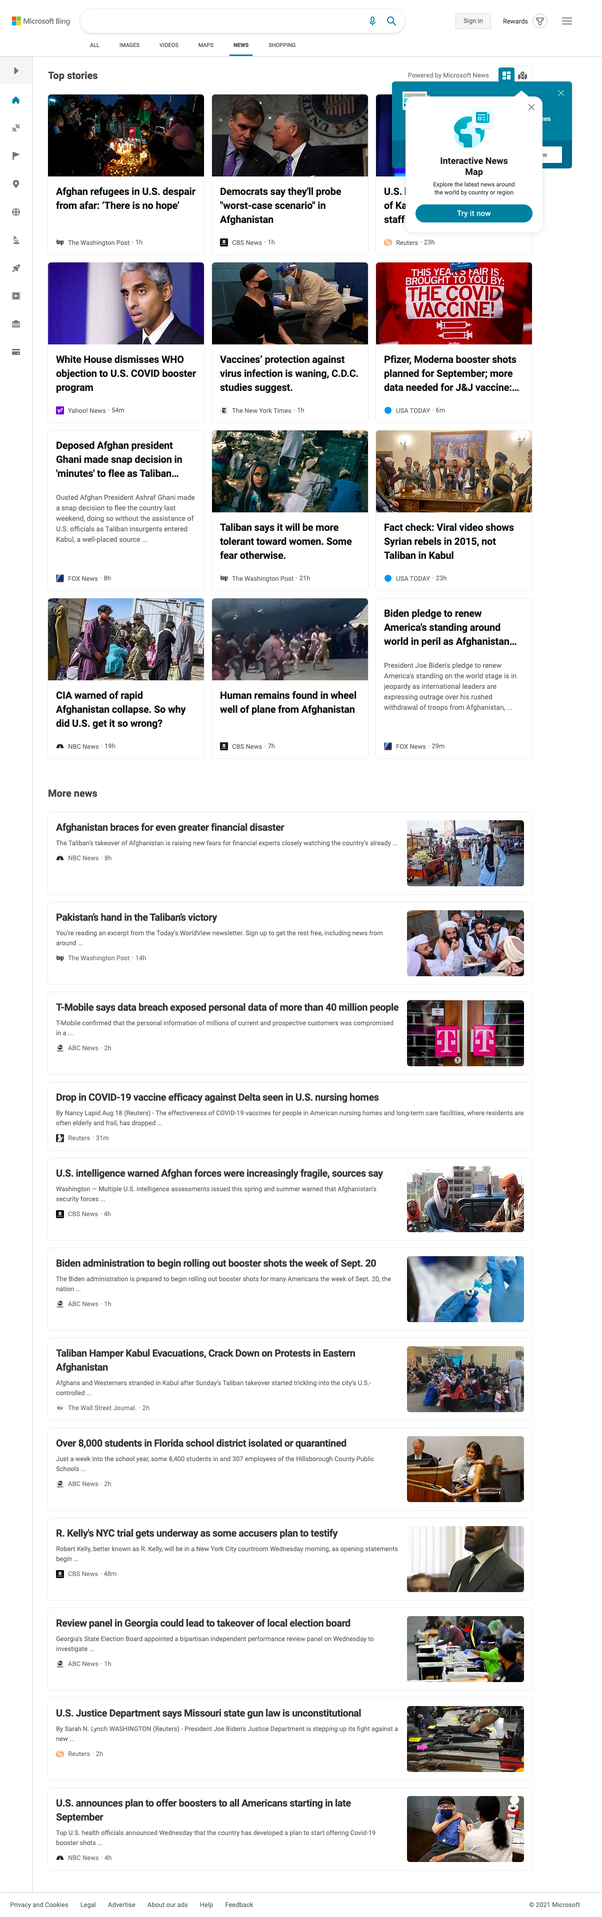 Microsoft Bing
Sign in
Rewards
ALL IMAGES VIDEOS MAPS NEWS SHOPPING
Top stories
Powered by Microsoft News
Interactive News
Map
Explore the latest news around
the world by country or region
Try it now
Afghan refugees in U.S. despair
from afar: ‘There is no hope’
The Washington Post · 1h
Democrats say they'll probe
"worst-case scenario" in
Afghanistan
CBS News · 1h
U.S.
of Ka
staff
Reuters · 23h
THIS YEAR'S FAIR IS
BROUGHT TO YOU BY:
THE COVID
VACCINE!
White House dismisses WHO
objection to U.S. COVID booster
program
Yahoo! News · 54m
Vaccines’ protection against
virus infection is waning, C.D.C.
studies suggest.
The New York Times · 1h
Pfizer, Moderna booster shots
planned for September; more
data needed for J&J vaccine:...
USA TODAY · 6m
Deposed Afghan president
Ghani made snap decision in
'minutes' to flee as Taliban...
Ousted Afghan President Ashraf Ghani made
a snap decision to flee the country last
weekend, doing so without the assistance of
U.S. officials as Taliban insurgents entered
Kabul, a well-placed source ...
FOX News · 8h
Taliban says it will be more
tolerant toward women. Some
fear otherwise.
The Washington Post · 21h
Fact check: Viral video shows
Syrian rebels in 2015, not
Taliban in Kabul
USA TODAY · 23h
CIA warned of rapid
Afghanistan collapse. So why
did U.S. get it so wrong?
NBC News · 19h
Human remains found in wheel
well of plane from Afghanistan
CBS News · 7h
Biden pledge to renew
America's standing around
world in peril as Afghanistan...
President Joe Biden's pledge to renew
America's standing on the world stage is in
jeopardy as international leaders are
expressing outrage over his rushed
withdrawal of troops from Afghanistan, ...
FOX News · 29m
More news
Afghanistan braces for even greater financial disaster
The Taliban's takeover of Afghanistan is raising new fears for financial experts closely watching the country's already ...
NBC News · 8h
Pakistan’s hand in the Taliban’s victory
You're reading an excerpt from the Today's WorldView newsletter. Sign up to get the rest free, including news from
around ...
The Washington Post · 14h
T-Mobile says data breach exposed personal data of more than 40 million people
T-Mobile confirmed that the personal information of millions of current and prospective customers was compromised
in a ...
ABC News · 2h
Drop in COVID-19 vaccine efficacy against Delta seen in U.S. nursing homes
By Nancy Lapid Aug 18 (Reuters) - The effectiveness of COVID-19 vaccines for people in American nursing homes and long-term care facilities, where residents are
often elderly and frail, has dropped ...
Reuters · 31m
U.S. intelligence warned Afghan forces were increasingly fragile, sources say
Washington — Multiple U.S. intelligence assessments issued this spring and summer warned that Afghanistan's
security forces ...
CBS News · 4h
Biden administration to begin rolling out booster shots the week of Sept. 20
The Biden administration is prepared to begin rolling out booster shots for many Americans the week of Sept. 20, the
nation ...
ABC News · 1h
Taliban Hamper Kabul Evacuations, Crack Down on Protests in Eastern
Afghanistan
Afghans and Westerners stranded in Kabul after Sunday's Taliban takeover started trickling into the city's U.S.-
controlled ...
The Wall Street Journal. · 2h
Over 8,000 students in Florida school district isolated or quarantined
Just a week into the school year, some 8,400 students in and 307 employees of the Hillsborough County Public
Schools ...
ABC News · 2h
R. Kelly's NYC trial gets underway as some accusers plan to testify
Robert Kelly, better known as R. Kelly, will be in a New York City courtroom Wednesday morning, as opening statements
begin ...
CBS News · 48m
Review panel in Georgia could lead to takeover of local election board
Georgia's State Election Board appointed a bipartisan independent performance review panel on Wednesday to
investigate ...
ABC News · 1h
U.S. Justice Department says Missouri state gun law is unconstitutional
By Sarah N. Lynch WASHINGTON (Reuters) - President Joe Biden's Justice Department is stepping up its fight against a
new ...
Reuters · 2h
U.S. announces plan to offer boosters to all Americans starting in late
September
Top U.S. health officials announced Wednesday that the country has developed a plan to start offering Covid-19
booster shots ...
NBC News · 4h
Privacy and Cookies Legal Advertise About our ads Help Feedback © 2021 Microsoft